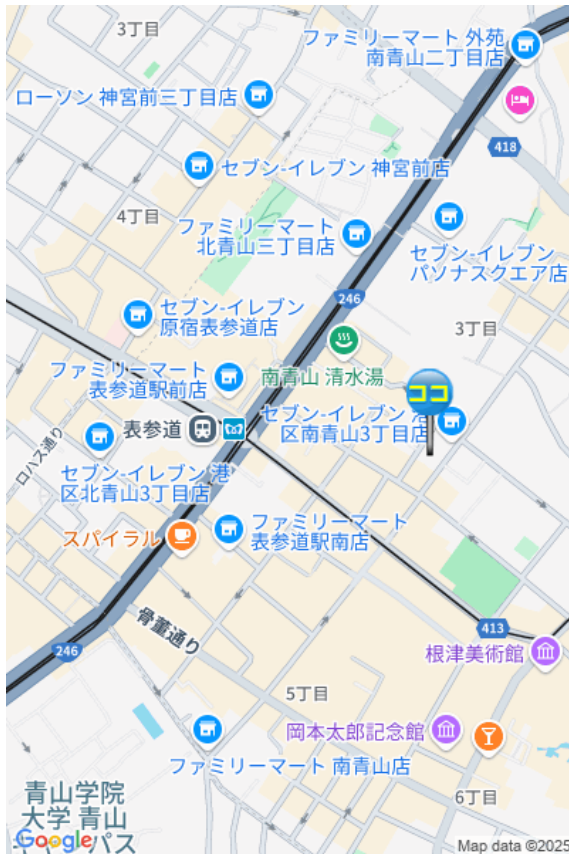 3丁目
ファミリーマート 外苑
南青山二丁目店
ローソン 神宮前三丁目店
418
セブン-イレブン 神宮前店
4丁目
ファミリーマート
北青山三丁目店
セブン-イレブン
パソナスクエア店
246
セブン-イレブン
原宿表参道店
3丁目
ファミリーマート
表参道駅前店
南青山 清水湯
ココ
表参道
セブン-イレブン 港
区南青山3丁目店
ロハス通り
セブン-イレブン 港
区北青山3丁目店
スパイラル
ファミリーマート
表参道駅南店
骨董通り
413
246
根津美術館
5丁目
岡本太郎記念館
ファミリーマート 南青山店
6丁目
青山学院
大学 青山
パス
Google
Map data ©2025